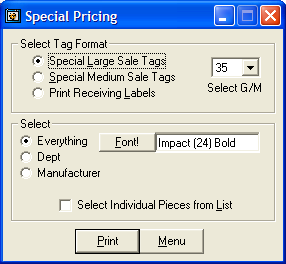 Special Pricing
Select Tag Format
Special Large Sale Tags
Special Medium Sale Tags
Print Receiving Labels
35
Select G/M
Select
Everything
Font!
Impact (24) Bold
Dept
Manufacturer
Select Individual Pieces from List
Print
Menu